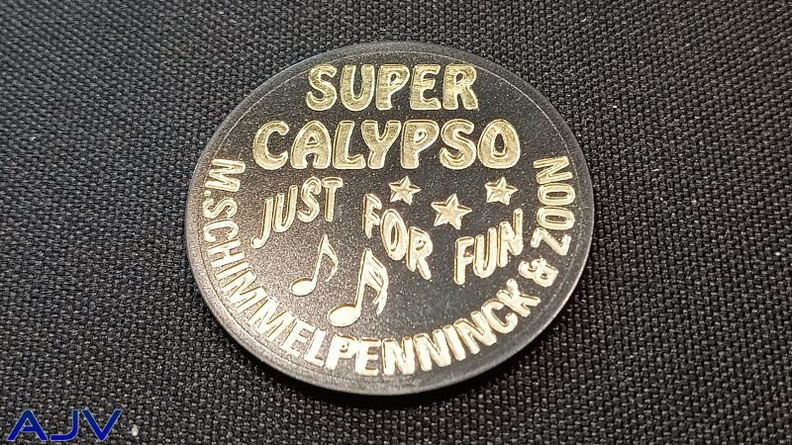 SUPER
CALYPSO
JUST FOR FUN
M.SCHIMMELPENNINCK & ZOON
AJV